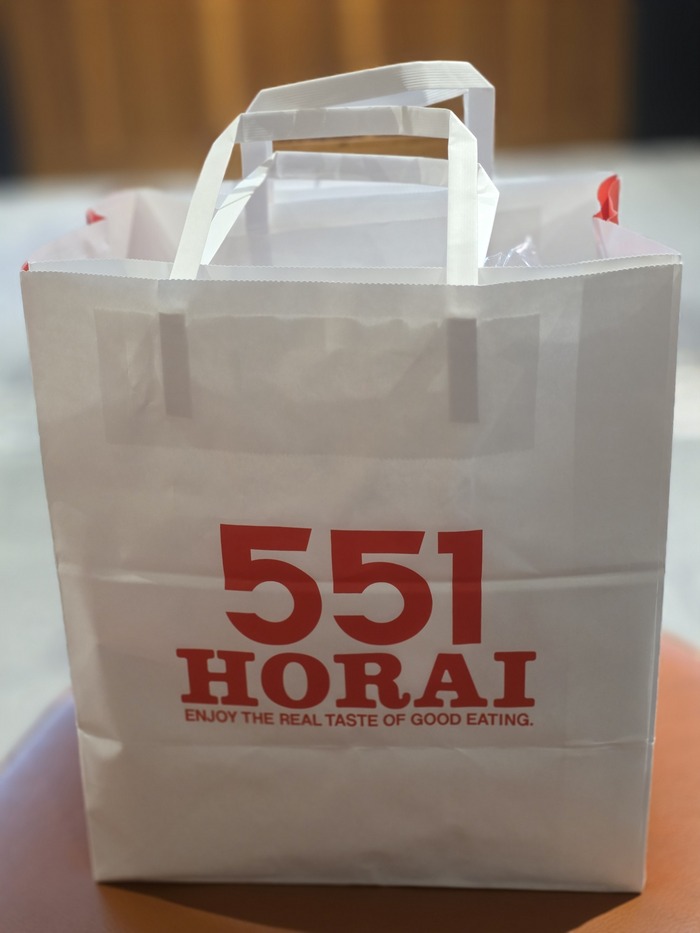 551
HORAI
ENJOY THE REAL TASTE OF GOOD EATING.